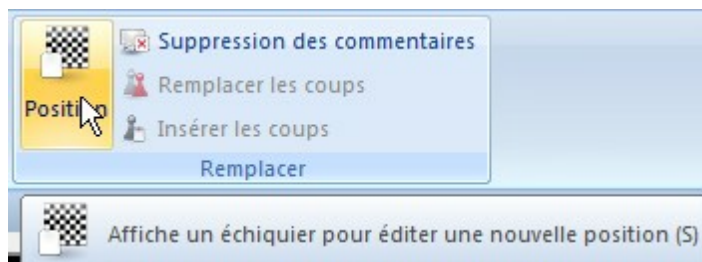 Suppression des commentaires
Remplacer les coups
Position
Insérer les coups
Remplacer
Affiche un échiquier pour éditer une nouvelle position (S)